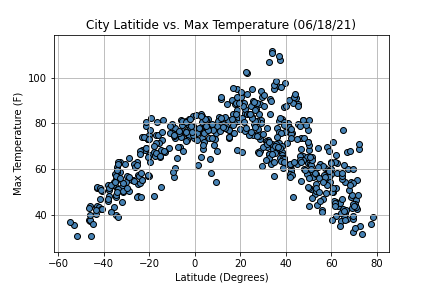 City Latitide vs. Max Temperature (06/18/21)
Max Temperature (F)
100
80
60
40
−60 −40 −20 0 20 40 60 80
Latitude (Degrees)